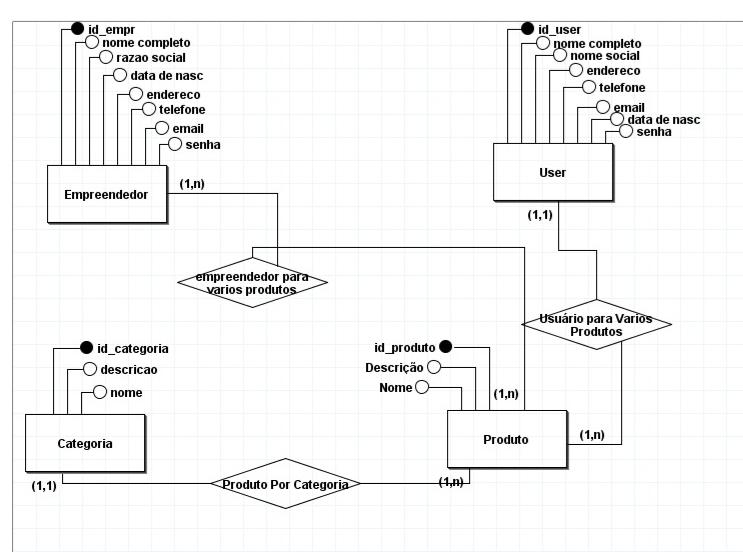 id_empr
nome completo
razao social
data de nasc
endereco
telefone
email
senha
Empreendedor
(1,n)
id_user
nome completo
nome social
endereco
telefone
email
data de nasc
senha
User
(1,1)
empreendedor para
varios produtos
Usuário para Varios
Produtos
id_categoria
descricao
nome
Categoria
(1,1)
id_produto
Descrição
Nome
(1,n)
Produto
(1,n)
Produto Por Categoria
(1,n)